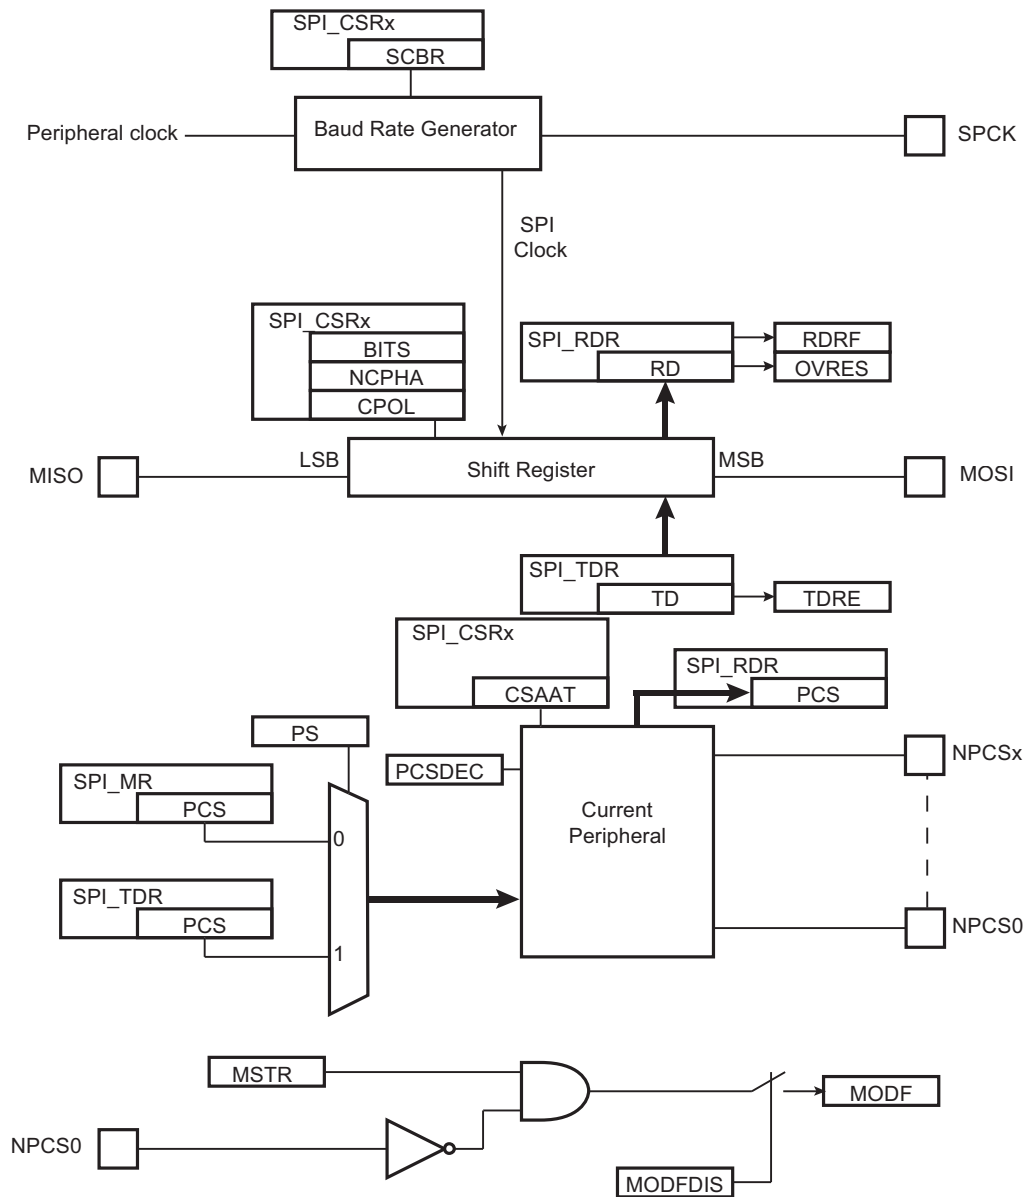 SPI_CSRx
SCBR
Peripheral clock
Baud Rate Generator
SPCK
SPI
Clock
SPI_CSRx
BITS
NCPHA
CPOL
SPI_RDR
RD
RDRF
OVRES
MISO
LSB
Shift Register
MSB
MOSI
SPI_TDR
TD
TDRE
SPI_CSRx
CSAAT
SPI_RDR
PCS
PS
PCSDEC
NPCSx
SPI_MR
PCS
0
Current
Peripheral
SPI_TDR
PCS
1
NPCS0
MSTR
MODF
NPCS0
MODFDIS